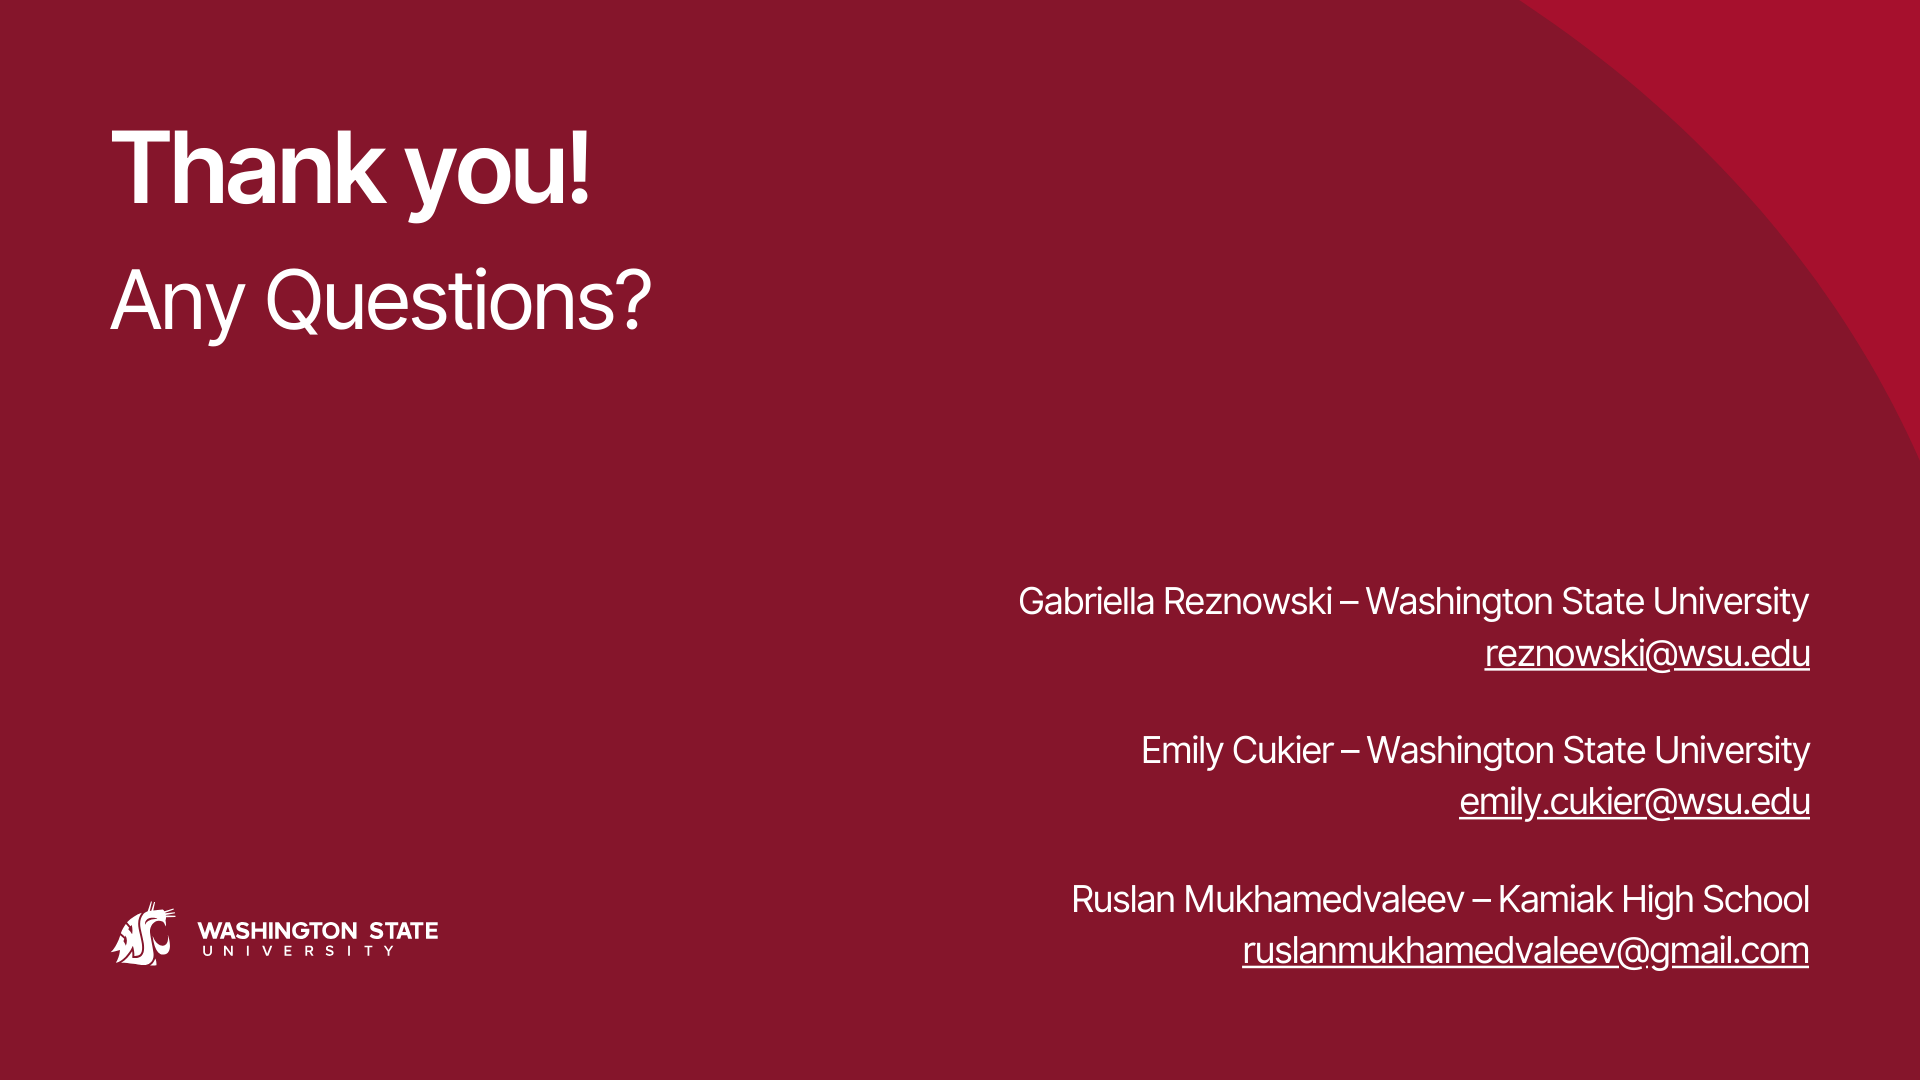 Thank you!
Any Questions?
Gabriella Reznowski – Washington State University
reznowski@wsu.edu
Emily Cukier – Washington State University
emily.cukier@wsu.edu
Ruslan Mukhamedvaleev – Kamiak High School
ruslanmukhamedvaleev@gmail.com
WASHINGTON STATE
UNIVERSITY